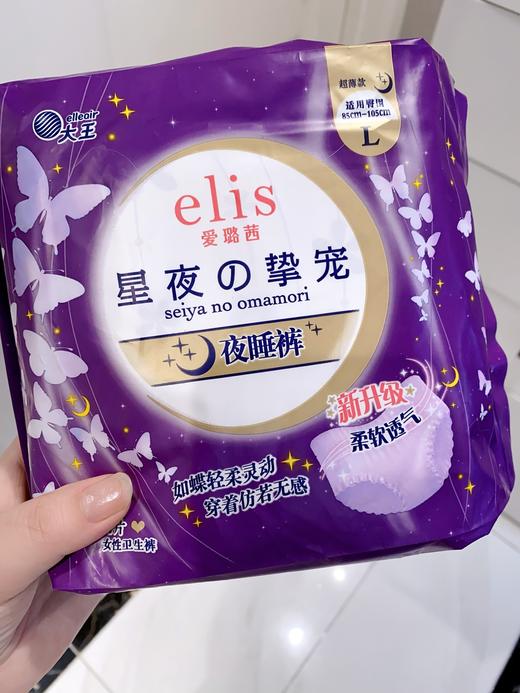 elleair
大王
超薄款
适用臀围
85cm-105cm
L
elis
爱璐茜
星夜の挚宠
seiya no omamori
夜睡裤
新升级
柔软透气
如蝶轻柔灵动
穿着仿若无感
片
女性卫生裤